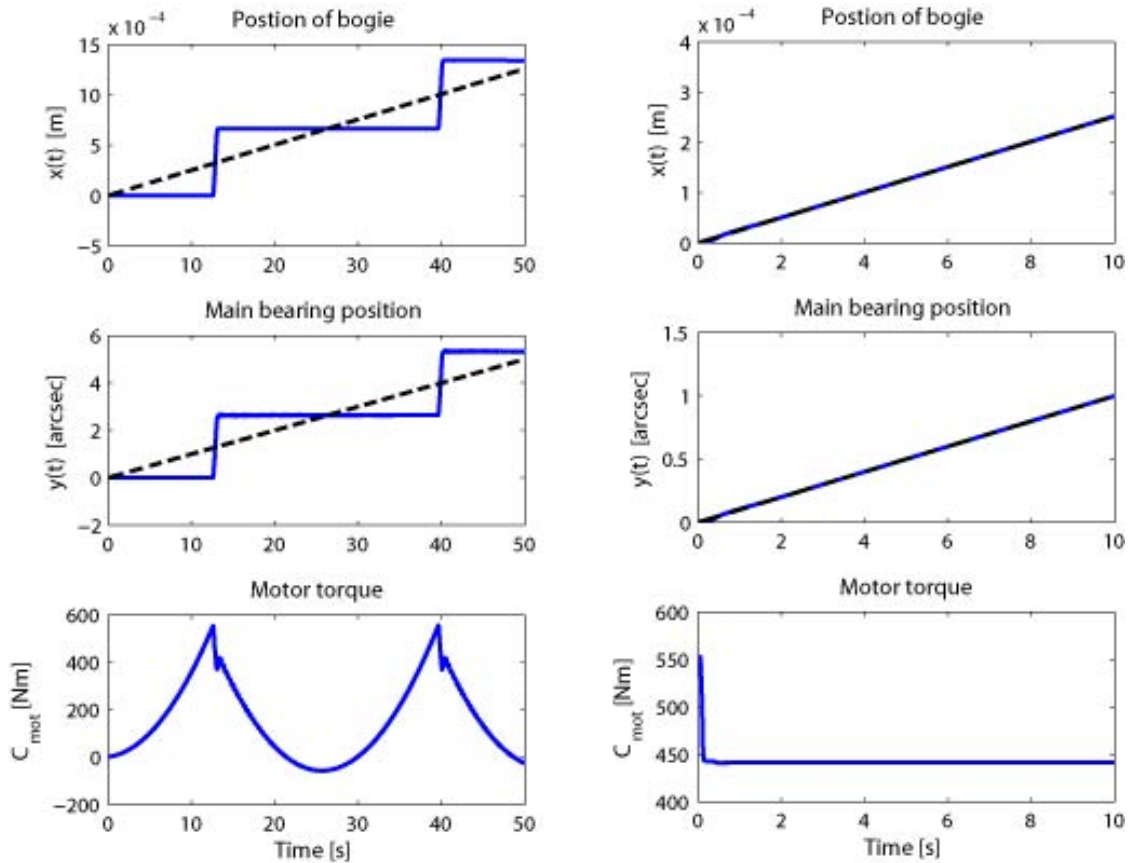 x 10⁻⁴
Postion of bogie
15
10
5
0
−5
x(t) [m]
0 10 20 30 40 50
Main bearing position
6
4
2
0
−2
y(t) [arcsec]
0 10 20 30 40 50
Motor torque
600
400
200
0
−200
C_mot [Nm]
0 10 20 30 40 50
Time [s]
x 10⁻⁴
Postion of bogie
4
3
2
1
0
x(t) [m]
0 2 4 6 8 10
Main bearing position
1.5
1
0.5
0
y(t) [arcsec]
0 2 4 6 8 10
Motor torque
600
550
500
450
400
C_mot [Nm]
0 2 4 6 8 10
Time [s]